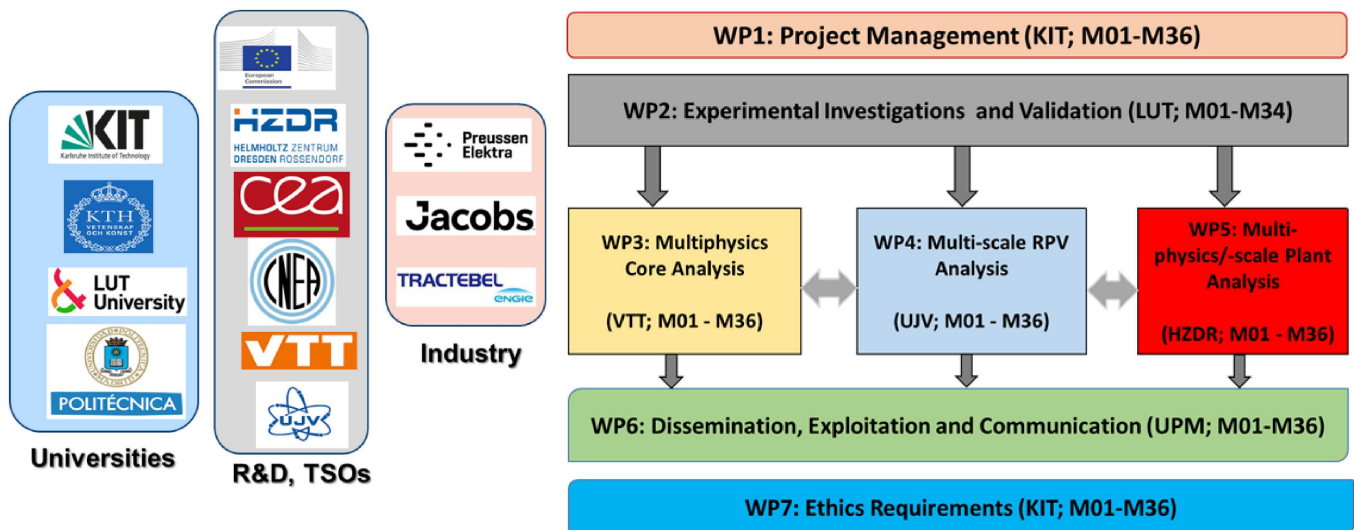 KIT
Karlsruhe Institute of Technology
KTH
VETENSKAP
OCH KONST
LUT
University
POLITÉCNICA
Universities
European
Commission
HZDR
HELMHOLTZ ZENTRUM
DRESDEN ROSSENDORF
cea
CNEA
VTT
UJV
R&D, TSOs
Preussen
Elektra
Jacobs
TRACTEBEL
ENGIE
Industry
WP1: Project Management (KIT; M01-M36)
WP2: Experimental Investigations and Validation (LUT; M01-M34)
WP3: Multiphysics
Core Analysis
(VTT; M01 - M36)
WP4: Multi-scale RPV
Analysis
(UJV; M01 - M36)
WP5: Multi-
physics/-scale Plant
Analysis
(HZDR; M01 - M36)
WP6: Dissemination, Exploitation and Communication (UPM; M01-M36)
WP7: Ethics Requirements (KIT; M01-M36)